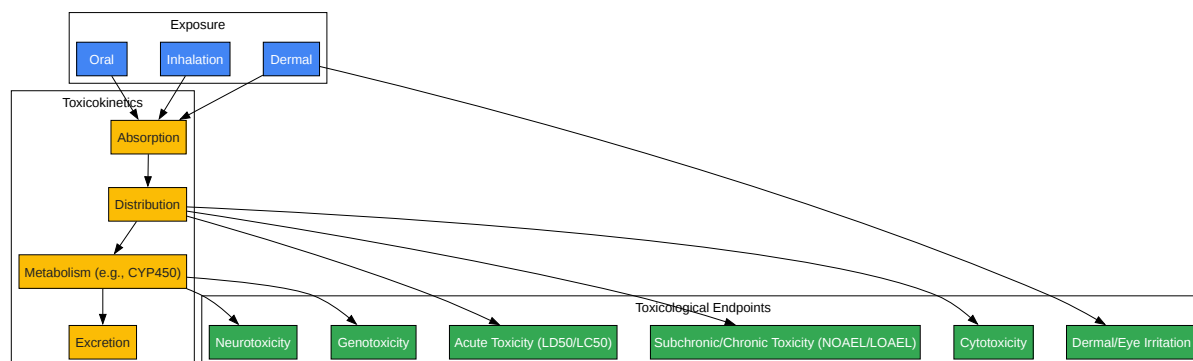 Exposure
Oral
Inhalation
Dermal
Toxicokinetics
Absorption
Distribution
Metabolism (e.g., CYP450)
Excretion
Toxicological Endpoints
Neurotoxicity
Genotoxicity
Acute Toxicity (LD50/LC50)
Subchronic/Chronic Toxicity (NOAEL/LOAEL)
Cytotoxicity
Dermal/Eye Irritation